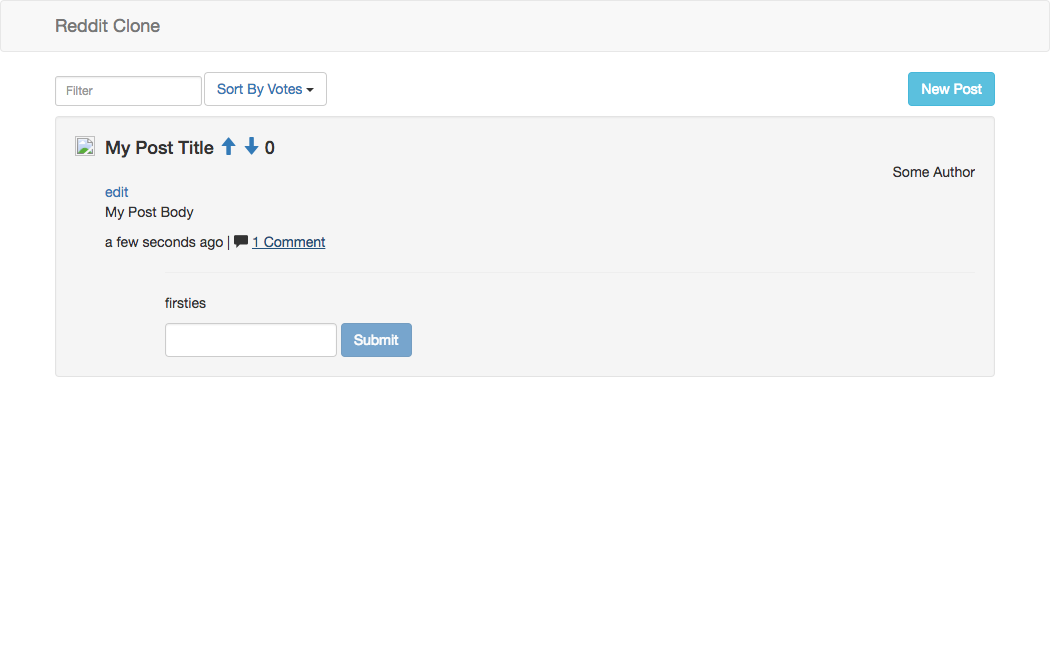 Reddit Clone
Filter
Sort By Votes
New Post
My Post Title 0
Some Author
edit
My Post Body
a few seconds ago | 1 Comment
firsties
Submit